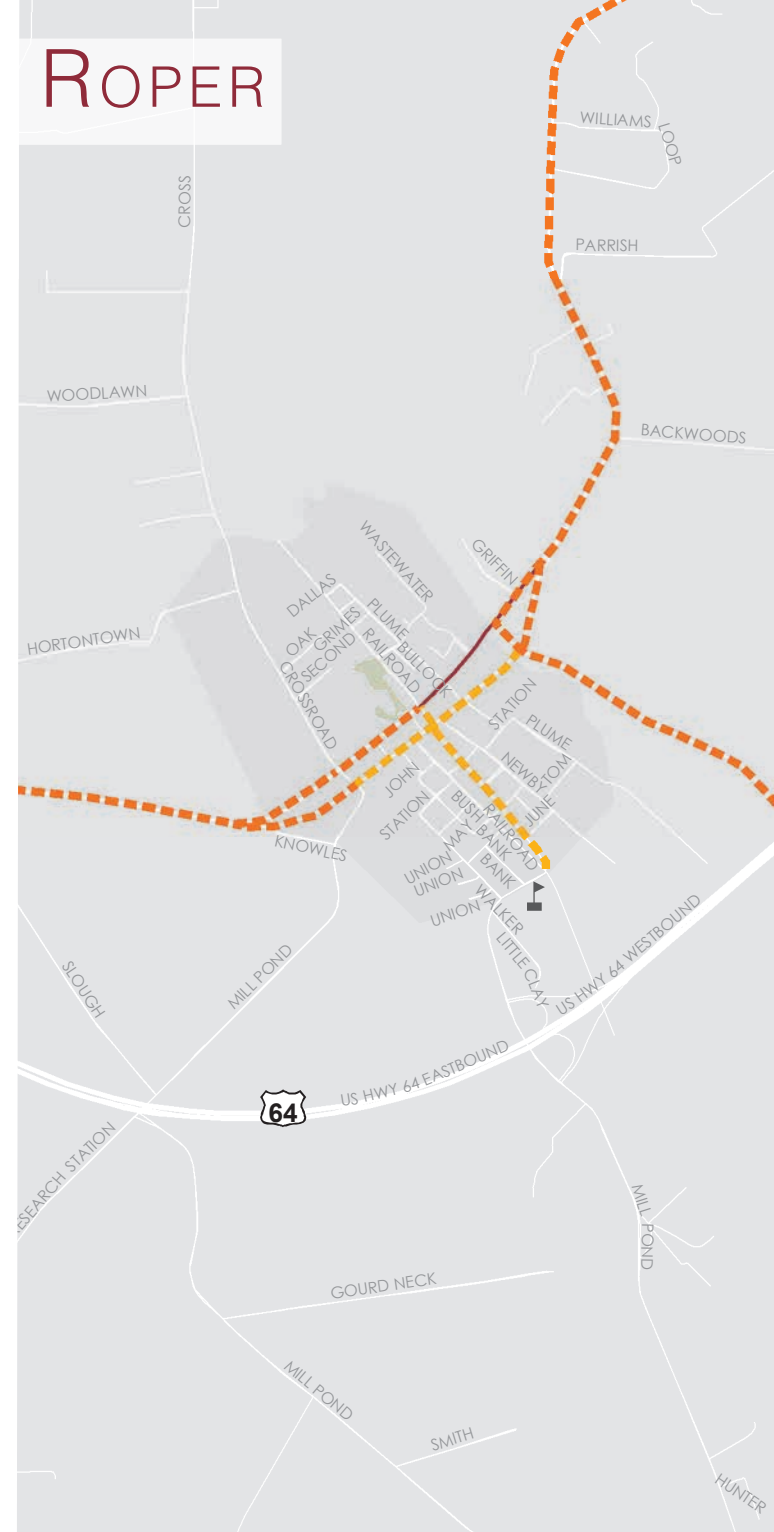 ROPER
WILLIAMS
LOOP
CROSS
PARRISH
WOODLAWN
BACKWOODS
WASTEWATER
GRIFFIN
DALLAS
PLUME
GRIMES
OAK
SECOND
RAILROAD
BULLOCK
HORTONTOWN
CROSSROAD
STATION
PLUME
NEWBY
TOM
JOHN
STATION
BUSH
RAILROAD
JUNE
MAY
BANK
KNOWLES
UNION
UNION
BANK
UNION
WALKER
LITTLE CLAY
US HWY 64 WESTBOUND
MILL POND
SLOUGH
US HWY 64 EASTBOUND
64
ESEARCH STATION
MILL POND
GOURD NECK
MILL POND
SMITH
HUNTER